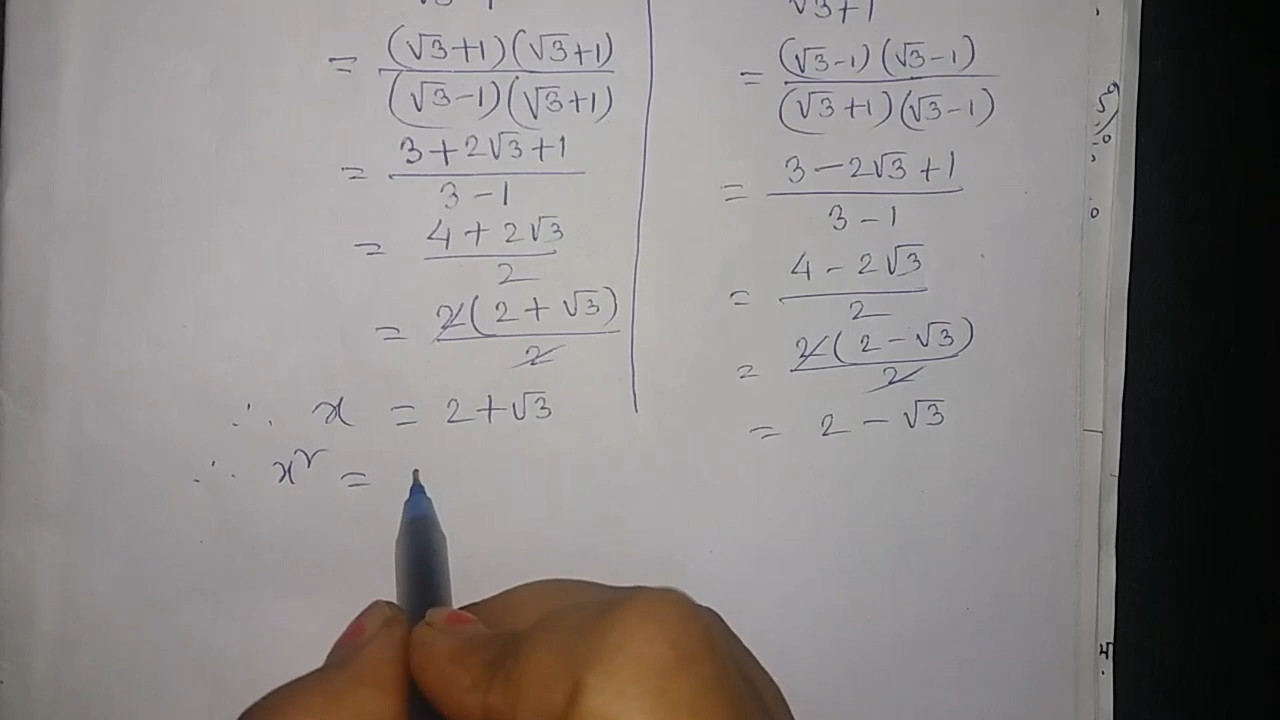 = (√3+1)(√3+1) / (√3-1)(√3+1)
= 3+2√3+1 / 3-1
= 4+2√3 / 2
= 2(2+√3) / 2
∴ x = 2+√3
∴ x² =
√3+1
= (√3-1)(√3-1) / (√3+1)(√3-1)
= 3-2√3+1 / 3-1
= 4-2√3 / 2
= 2(2-√3) / 2
= 2-√3